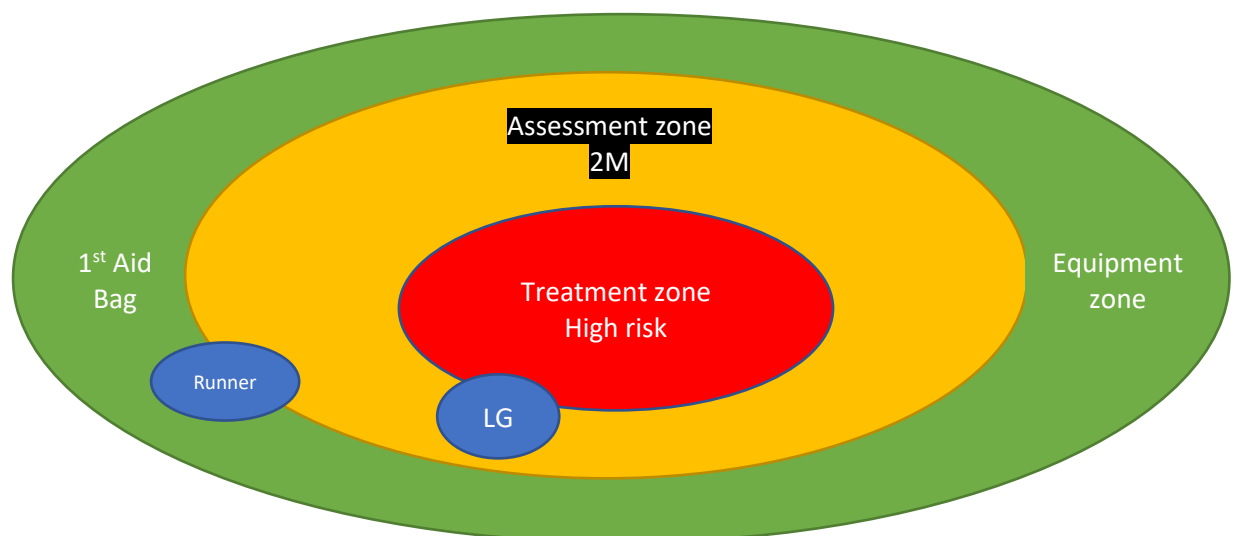 Assessment zone
2M
1st Aid
Bag
Treatment zone
High risk
Equipment
zone
Runner
LG